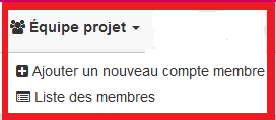 Équipe projet
Ajouter un nouveau compte membre
Liste des membres